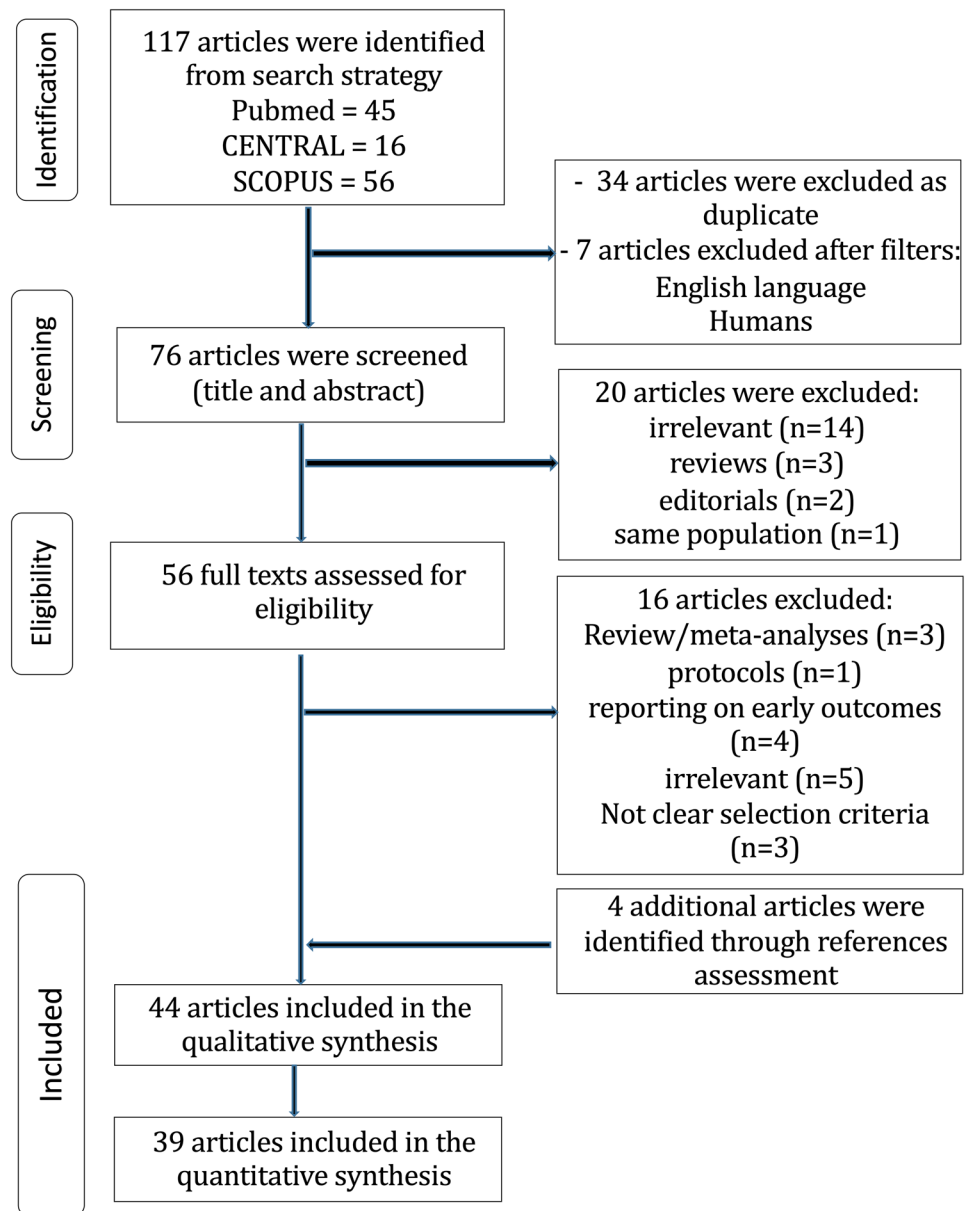 Identification
117 articles were identified
from search strategy
Pubmed = 45
CENTRAL = 16
SCOPUS = 56
- 34 articles were excluded as
duplicate
- 7 articles excluded after filters:
English language
Humans
Screening
76 articles were screened
(title and abstract)
20 articles were excluded:
irrelevant (n=14)
reviews (n=3)
editorials (n=2)
same population (n=1)
Eligibility
56 full texts assessed for
eligibility
16 articles excluded:
Review/meta-analyses (n=3)
protocols (n=1)
reporting on early outcomes
(n=4)
irrelevant (n=5)
Not clear selection criteria
(n=3)
4 additional articles were
identified through references
assessment
Included
44 articles included in the
qualitative synthesis
39 articles included in the
quantitative synthesis